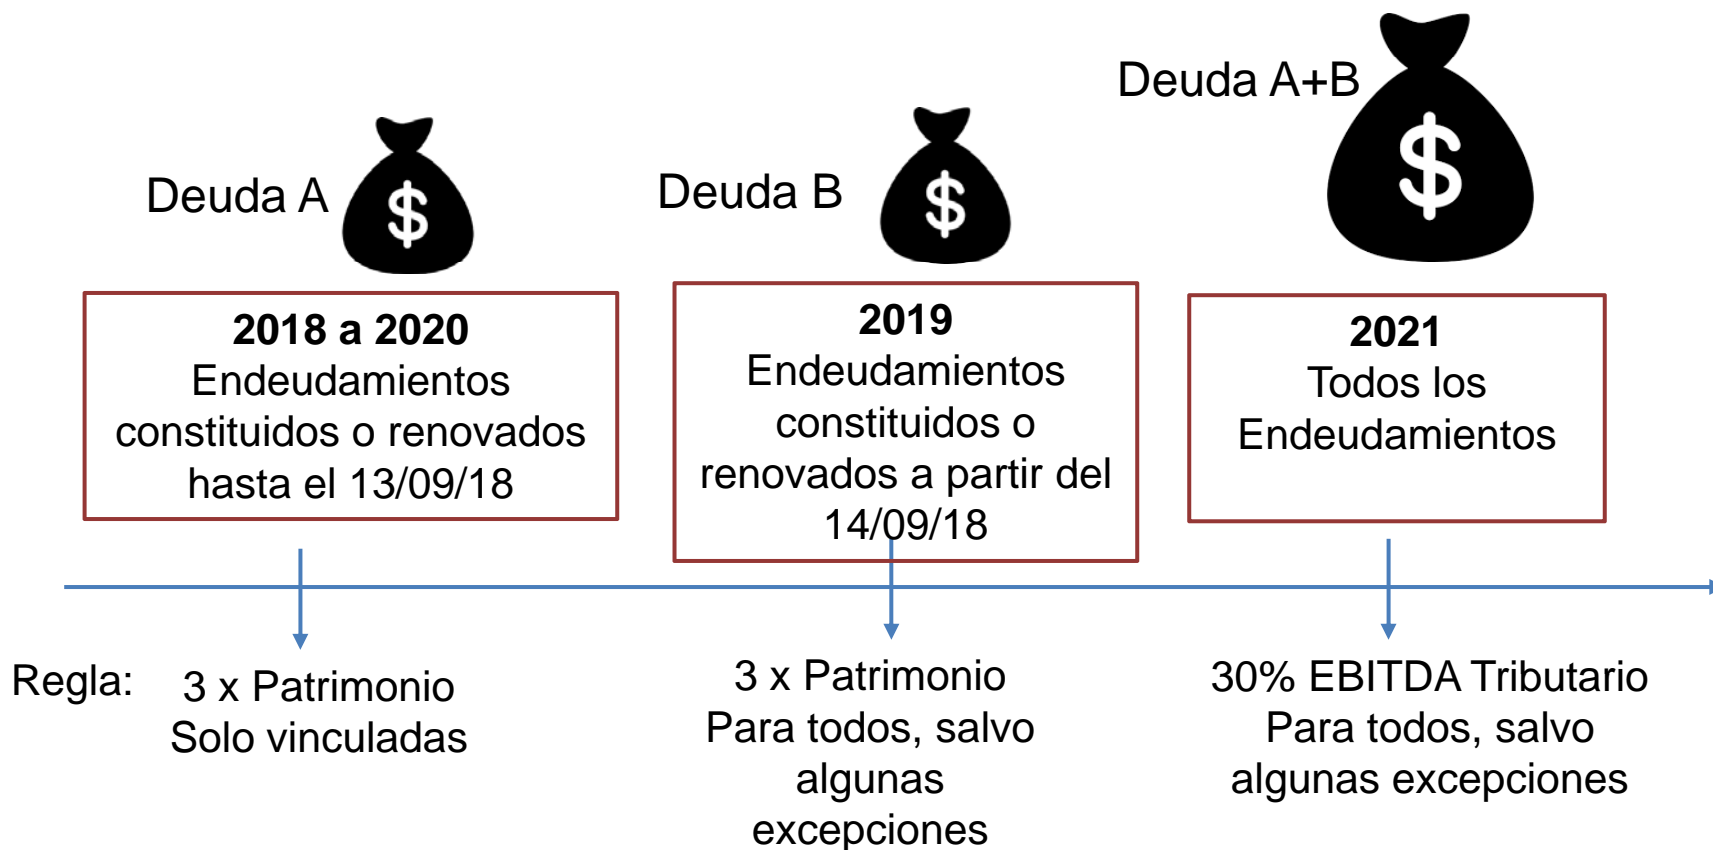 Deuda A
$
2018 a 2020
Endeudamientos
constituidos o renovados
hasta el 13/09/18
Deuda B
$
2019
Endeudamientos
constituidos o
renovados a partir del
14/09/18
Deuda A+B
$
2021
Todos los
Endeudamientos
Regla:
3 x Patrimonio
Solo vinculadas
3 x Patrimonio
Para todos, salvo
algunas
excepciones
30% EBITDA Tributario
Para todos, salvo
algunas excepciones